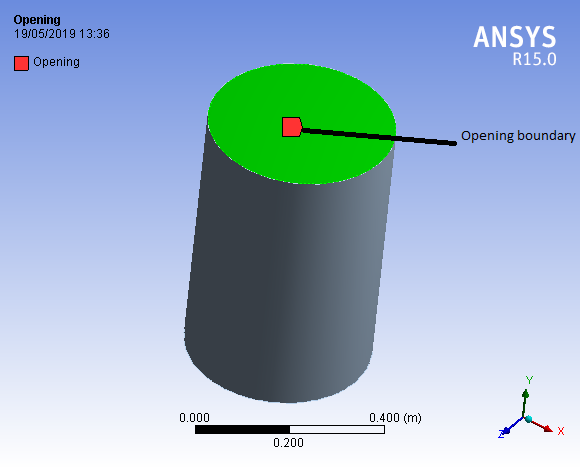 Opening
19/05/2019 13:36
Opening
ANSYS
R15.0
Opening boundary
0.000
0.400 (m)
0.200
Y
X
Z